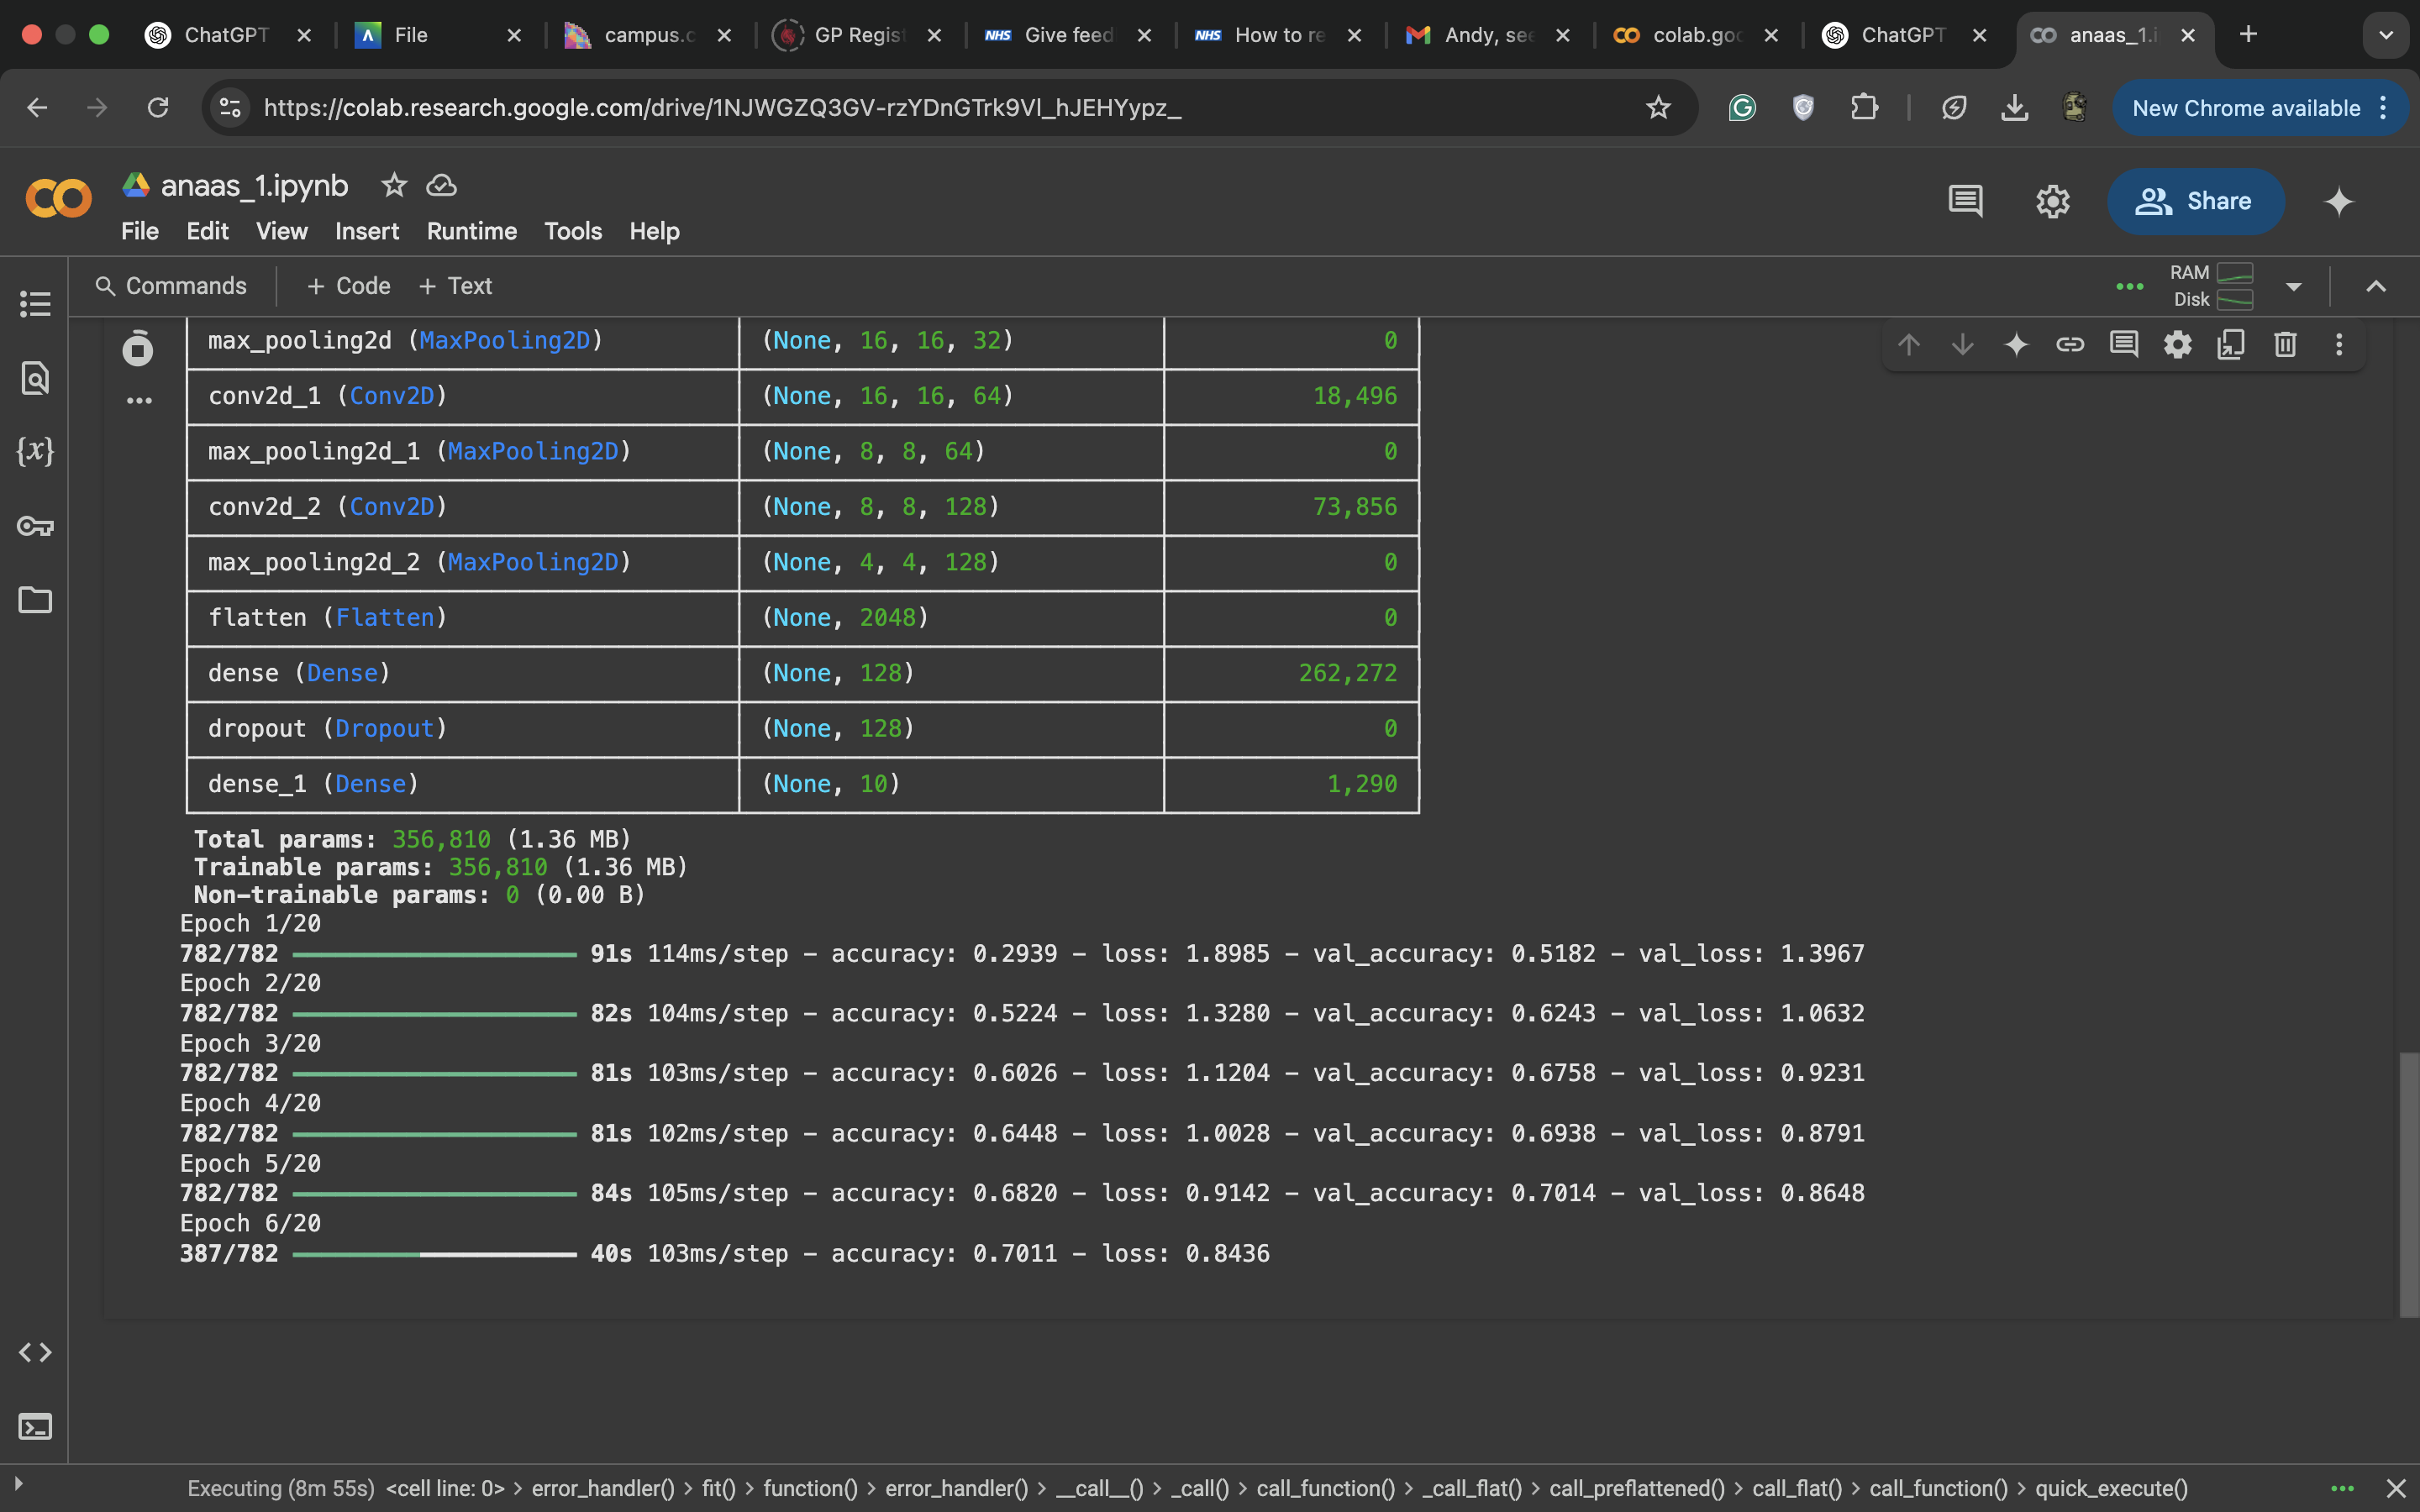 ChatGPT File campus.c GP Regis Give feed How to re Andy, see colab.goo ChatGPT anaas_1.i
https://colab.research.google.com/drive/1NJWGZQ3GV-rzYDnGTrk9Vl_hJEHYypz_ New Chrome available
anaas_1.ipynb
Share
File Edit View Insert Runtime Tools Help
Commands + Code + Text
RAM
Disk
max_pooling2d (MaxPooling2D) (None, 16, 16, 32) 0
conv2d_1 (Conv2D) (None, 16, 16, 64) 18,496
max_pooling2d_1 (MaxPooling2D) (None, 8, 8, 64) 0
conv2d_2 (Conv2D) (None, 8, 8, 128) 73,856
max_pooling2d_2 (MaxPooling2D) (None, 4, 4, 128) 0
flatten (Flatten) (None, 2048) 0
dense (Dense) (None, 128) 262,272
dropout (Dropout) (None, 128) 0
dense_1 (Dense) (None, 10) 1,290
Total params: 356,810 (1.36 MB)
Trainable params: 356,810 (1.36 MB)
Non-trainable params: 0 (0.00 B)
Epoch 1/20
782/782 91s 114ms/step - accuracy: 0.2939 - loss: 1.8985 - val_accuracy: 0.5182 - val_loss: 1.3967
Epoch 2/20
782/782 82s 104ms/step - accuracy: 0.5224 - loss: 1.3280 - val_accuracy: 0.6243 - val_loss: 1.0632
Epoch 3/20
782/782 81s 103ms/step - accuracy: 0.6026 - loss: 1.1204 - val_accuracy: 0.6758 - val_loss: 0.9231
Epoch 4/20
782/782 81s 102ms/step - accuracy: 0.6448 - loss: 1.0028 - val_accuracy: 0.6938 - val_loss: 0.8791
Epoch 5/20
782/782 84s 105ms/step - accuracy: 0.6820 - loss: 0.9142 - val_accuracy: 0.7014 - val_loss: 0.8648
Epoch 6/20
387/782 40s 103ms/step - accuracy: 0.7011 - loss: 0.8436
Executing (8m 55s) <cell line: 0> > error_handler() > fit() > function() > error_handler() > __call__() > _call() > call_function() > _call_flat() > call_preflattened() > call_flat() > call_function() > quick_execute()